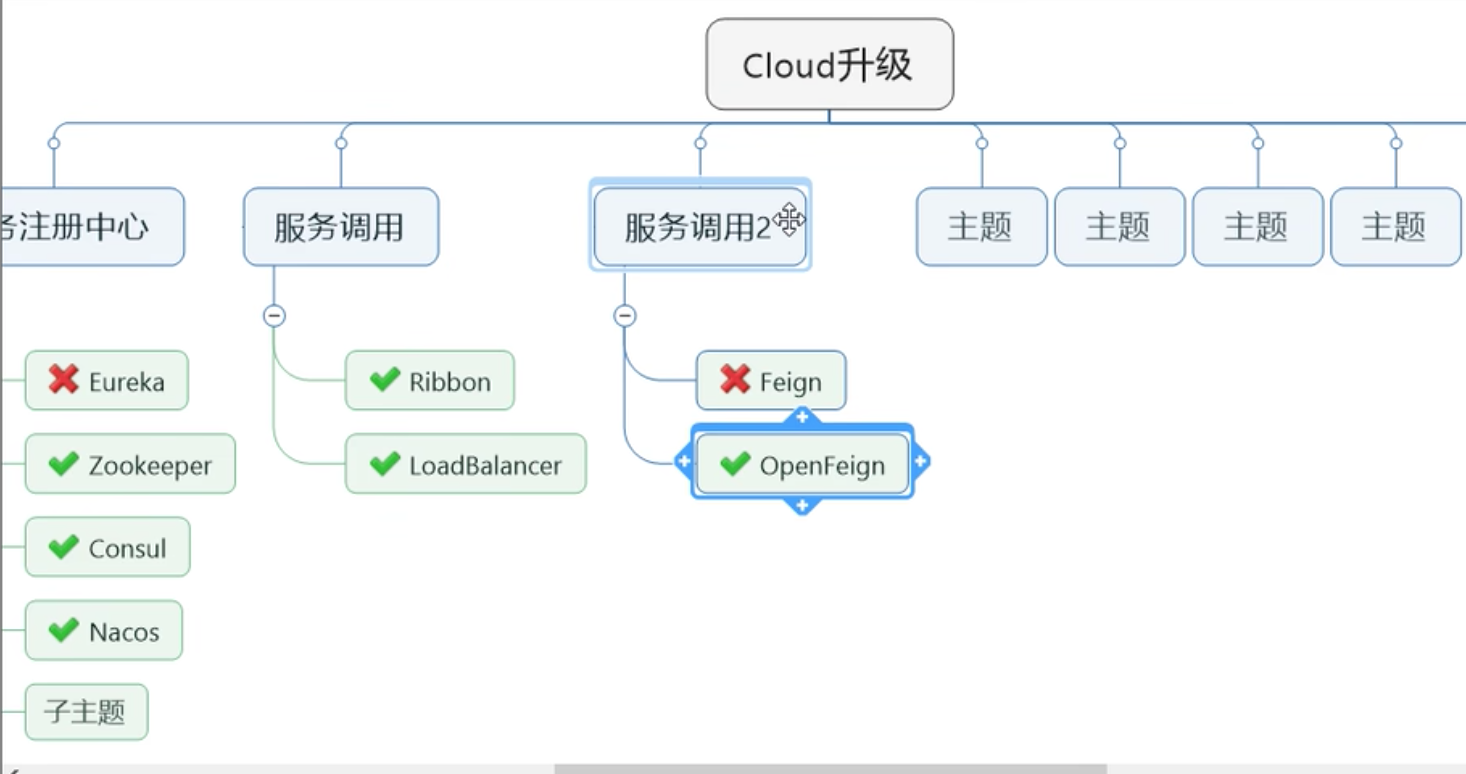 Cloud升级
务注册中心
服务调用
服务调用2
主题
主题
主题
主题
Eureka
Zookeeper
Consul
Nacos
子主题
Ribbon
LoadBalancer
Feign
OpenFeign